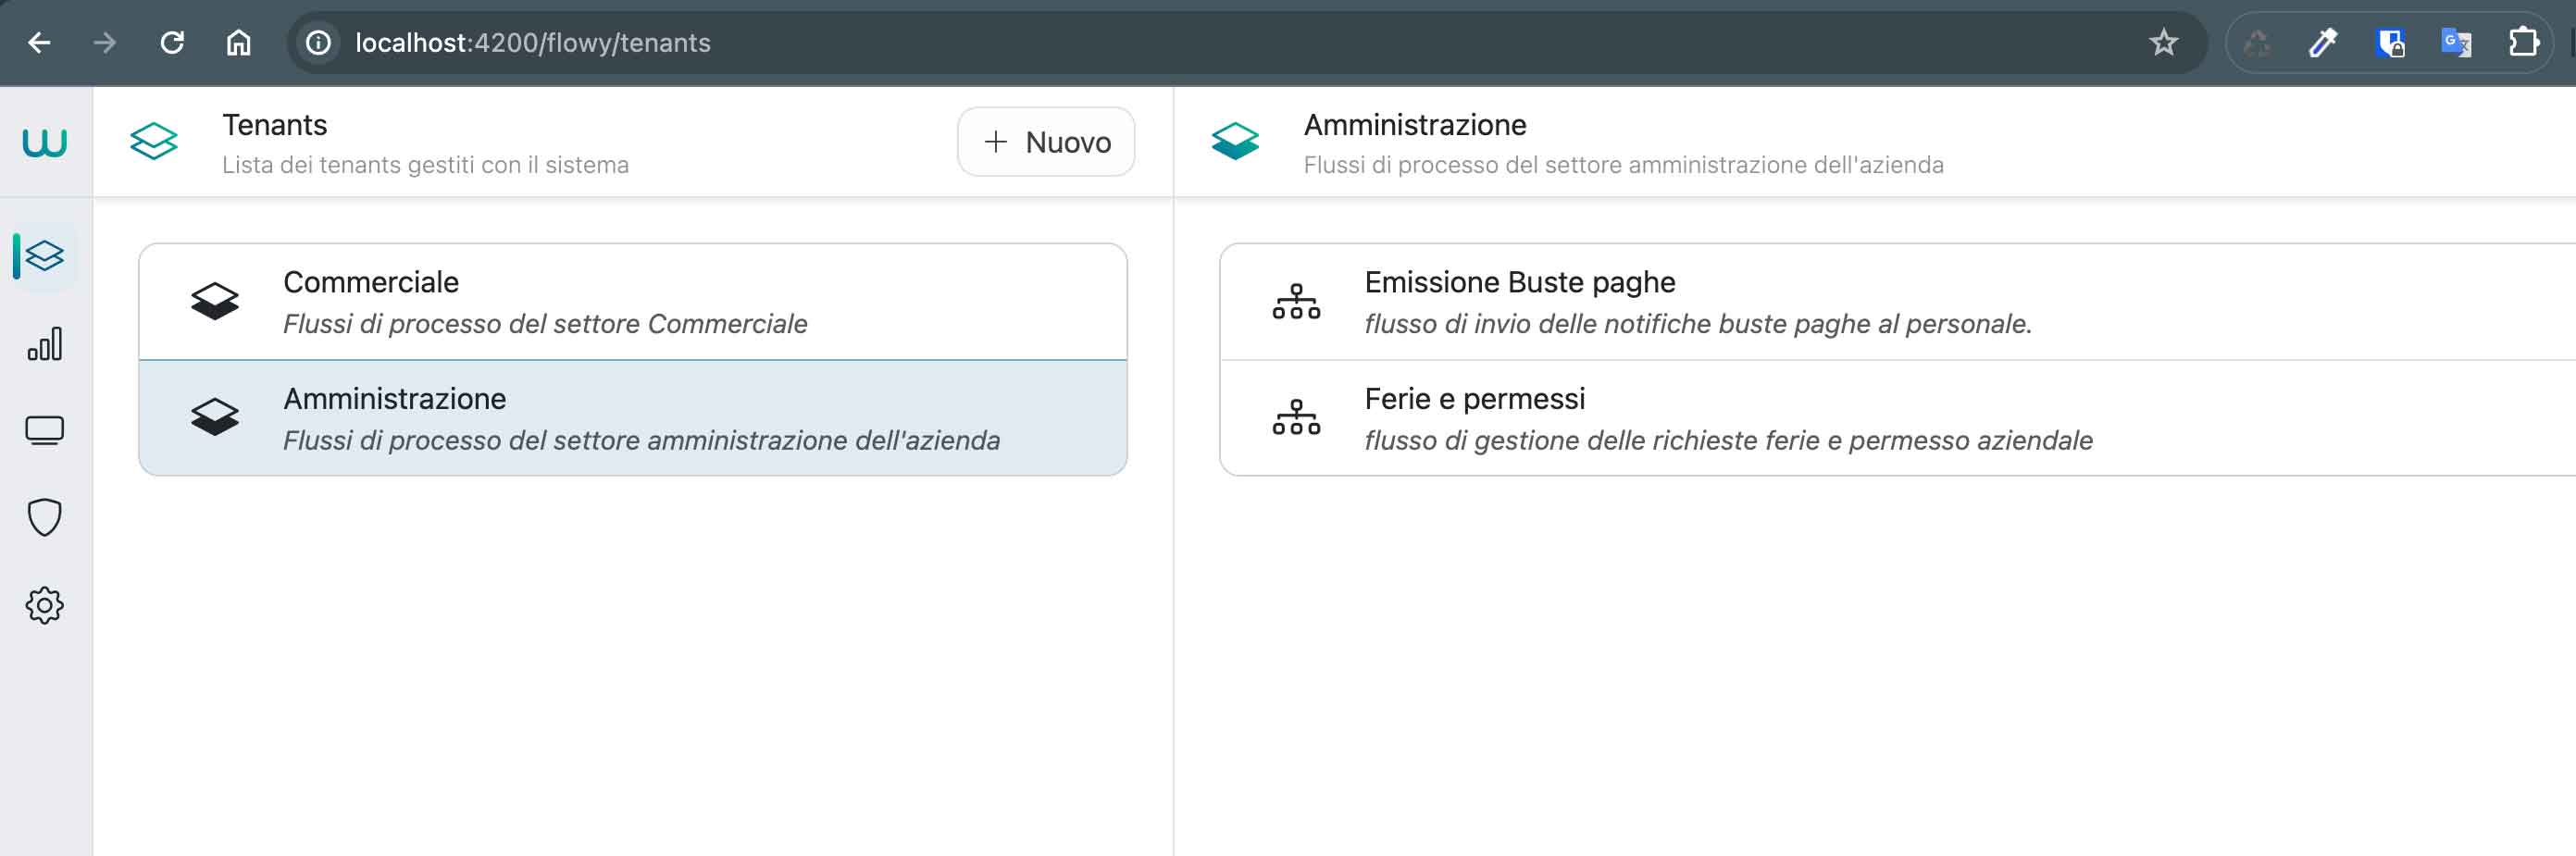 localhost:4200/flowy/tenants
Tenants
Lista dei tenants gestiti con il sistema
+ Nuovo
Commerciale
Flussi di processo del settore Commerciale
Amministrazione
Flussi di processo del settore amministrazione dell'azienda
Amministrazione
Flussi di processo del settore amministrazione dell'azienda
Emissione Buste paghe
flusso di invio delle notifiche buste paghe al personale.
Ferie e permessi
flusso di gestione delle richieste ferie e permesso aziendale